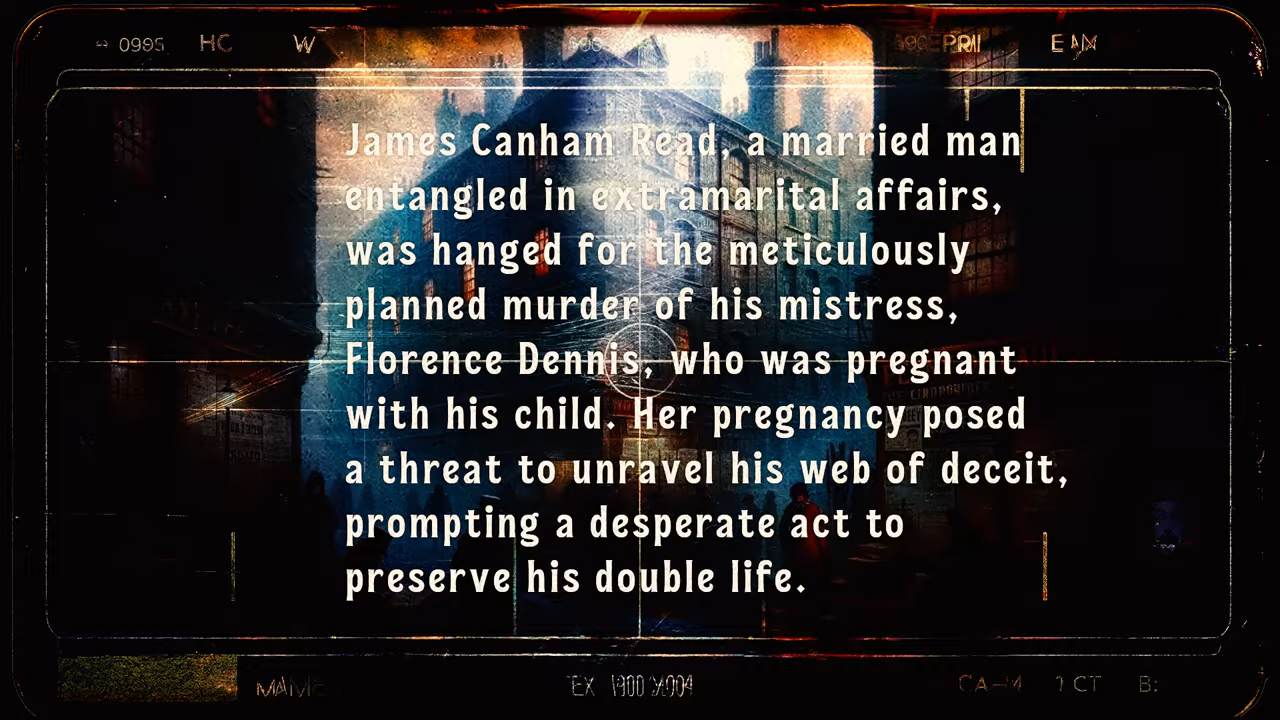 0995 HC W
James Canham Read, a married man
entangled in extramarital affairs,
was hanged for the meticulously
planned murder of his mistress,
Florence Dennis, who was pregnant
with his child. Her pregnancy posed
a threat to unravel his web of deceit,
prompting a desperate act to
preserve his double life.